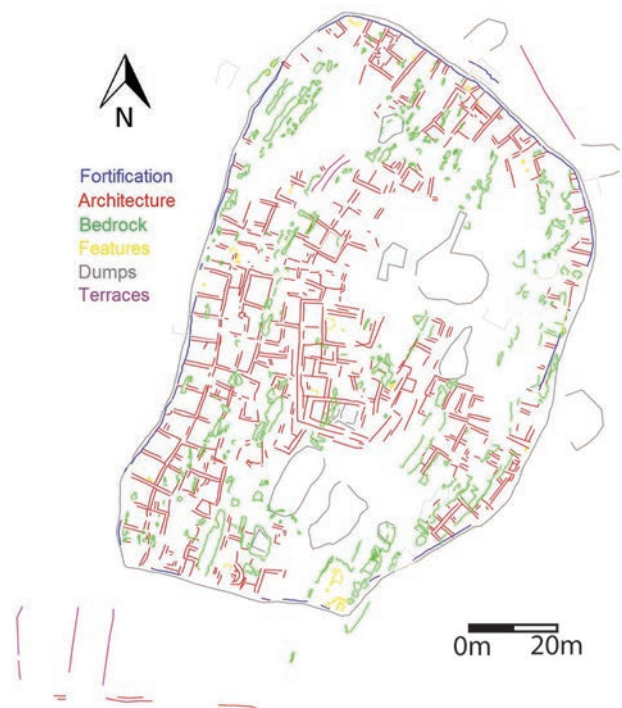 N
Fortification
Architecture
Bedrock
Features
Dumps
Terraces
0m 20m